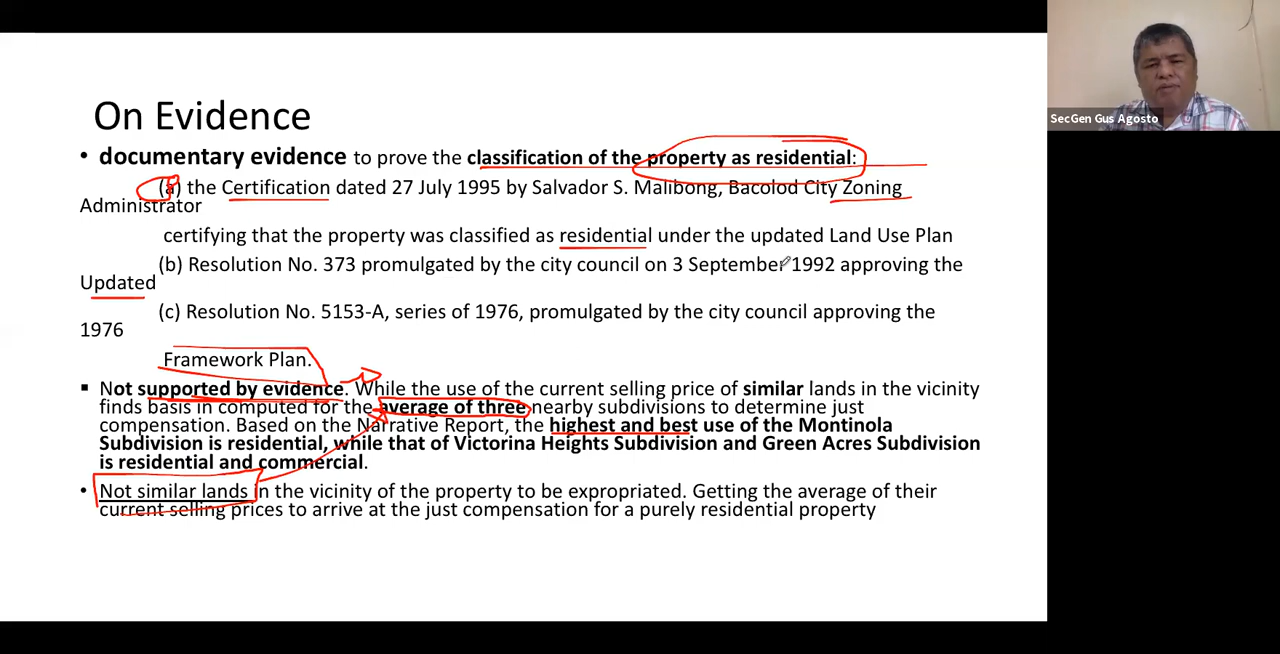 On Evidence
SecGen Gus Agosto
• documentary evidence to prove the classification of the property as residential:
(a) the Certification dated 27 July 1995 by Salvador S. Malibong, Bacolod City Zoning
Administrator
certifying that the property was classified as residential under the updated Land Use Plan
(b) Resolution No. 373 promulgated by the city council on 3 September 1992 approving the
Updated
(c) Resolution No. 5153-A, series of 1976, promulgated by the city council approving the
1976
Framework Plan.
▪ Not supported by evidence. While the use of the current selling price of similar lands in the vicinity
finds basis in computed for the average of three nearby subdivisions to determine just
compensation. Based on the Narrative Report, the highest and best use of the Montinola
Subdivision is residential, while that of Victorina Heights Subdivision and Green Acres Subdivision
is residential and commercial.
• Not similar lands in the vicinity of the property to be expropriated. Getting the average of their
current selling prices to arrive at the just compensation for a purely residential property